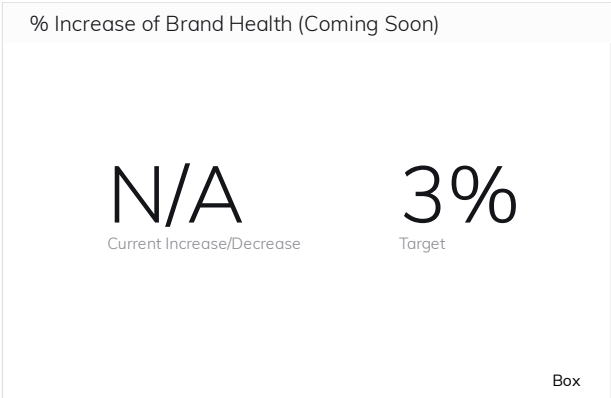 % Increase of Brand Health (Coming Soon)
N/A
Current Increase/Decrease
3%
Target
Box